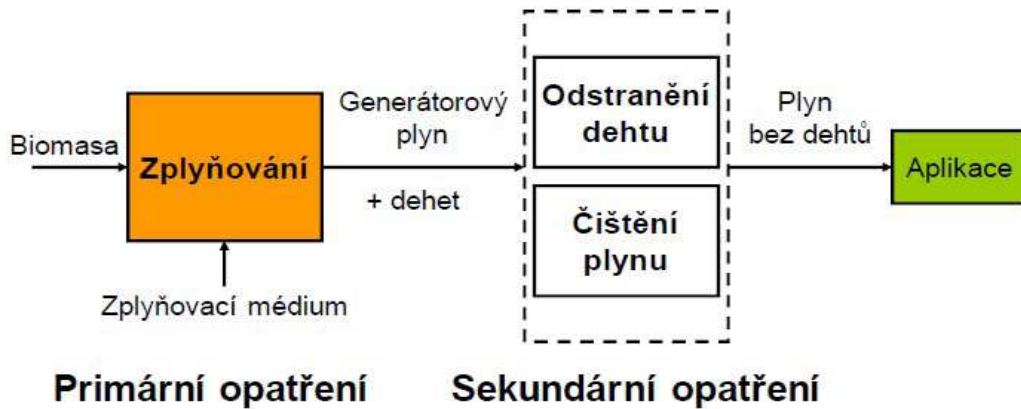 Biomasa
Zplyňování
Zplyňovací médium
Generátorový
plyn
+ dehet
Odstranění
dehtu
Čištění
plynu
Plyn
bez dehtů
Aplikace
Primární opatření
Sekundární opatření